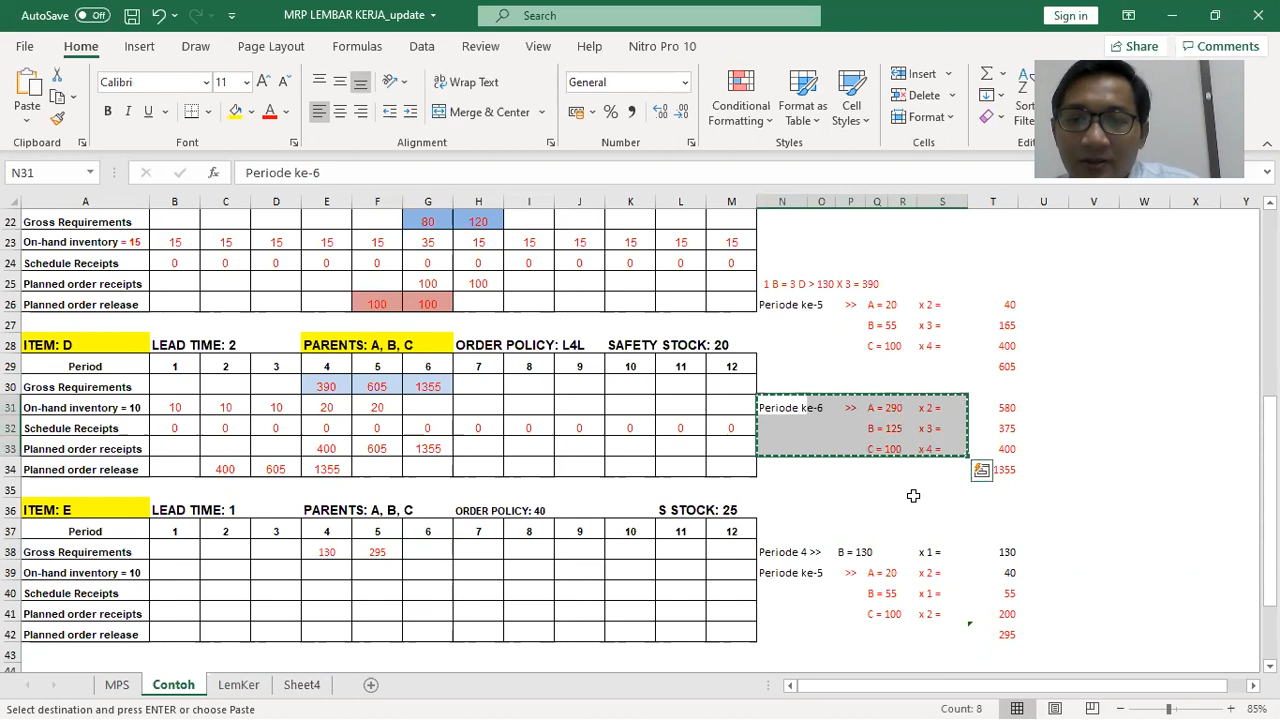 AutoSave Off MRP LEMBAR KERJA_update Search Sign in
File Home Insert Draw Page Layout Formulas Data Review View Help Nitro Pro 10 Share Comments
Paste Calibri 11 Wrap Text General Conditional Formatting Format as Table Cell Styles Insert
B I U Merge & Center % Delete Format
Clipboard Font Alignment Number Styles Cells
N31 fx Periode ke-6
A B C D E F G H I J K L M N O P Q R S T U V W X Y
22 Gross Requirements 80 120
23 On-hand inventory = 15 15 15 15 15 15 35 15 15 15 15 15 15
24 Schedule Receipts 0 0 0 0 0 0 0 0 0 0 0 0
25 Planned order receipts 100 100 1 B = 3 D > 130 X 3 = 390
26 Planned order release 100 100 Periode ke-5 >> A = 20 x 2 = 40
27 B = 55 x 3 = 165
28 ITEM: D LEAD TIME: 2 PARENTS: A, B, C ORDER POLICY: L4L SAFETY STOCK: 20 C = 100 x 4 = 400
29 Period 1 2 3 4 5 6 7 8 9 10 11 12 605
30 Gross Requirements 390 605 1355
31 On-hand inventory = 10 10 10 10 20 20 Periode ke-6 >> A = 290 x 2 = 580
32 Schedule Receipts 0 0 0 0 0 0 0 0 0 0 0 0 B = 125 x 3 = 375
33 Planned order receipts 400 605 1355 C = 100 x 4 = 400
34 Planned order release 400 605 1355 1355
35
36 ITEM: E LEAD TIME: 1 PARENTS: A, B, C ORDER POLICY: 40 S STOCK: 25
37 Period 1 2 3 4 5 6 7 8 9 10 11 12
38 Gross Requirements 130 295 Periode 4 >> B = 130 x 1 = 130
39 On-hand inventory = 10 Periode ke-5 >> A = 20 x 2 = 40
40 Schedule Receipts B = 55 x 1 = 55
41 Planned order receipts C = 100 x 2 = 200
42 Planned order release 295
43
MPS Contoh LemKer Sheet4
Select destination and press ENTER or choose Paste Count: 8 85%